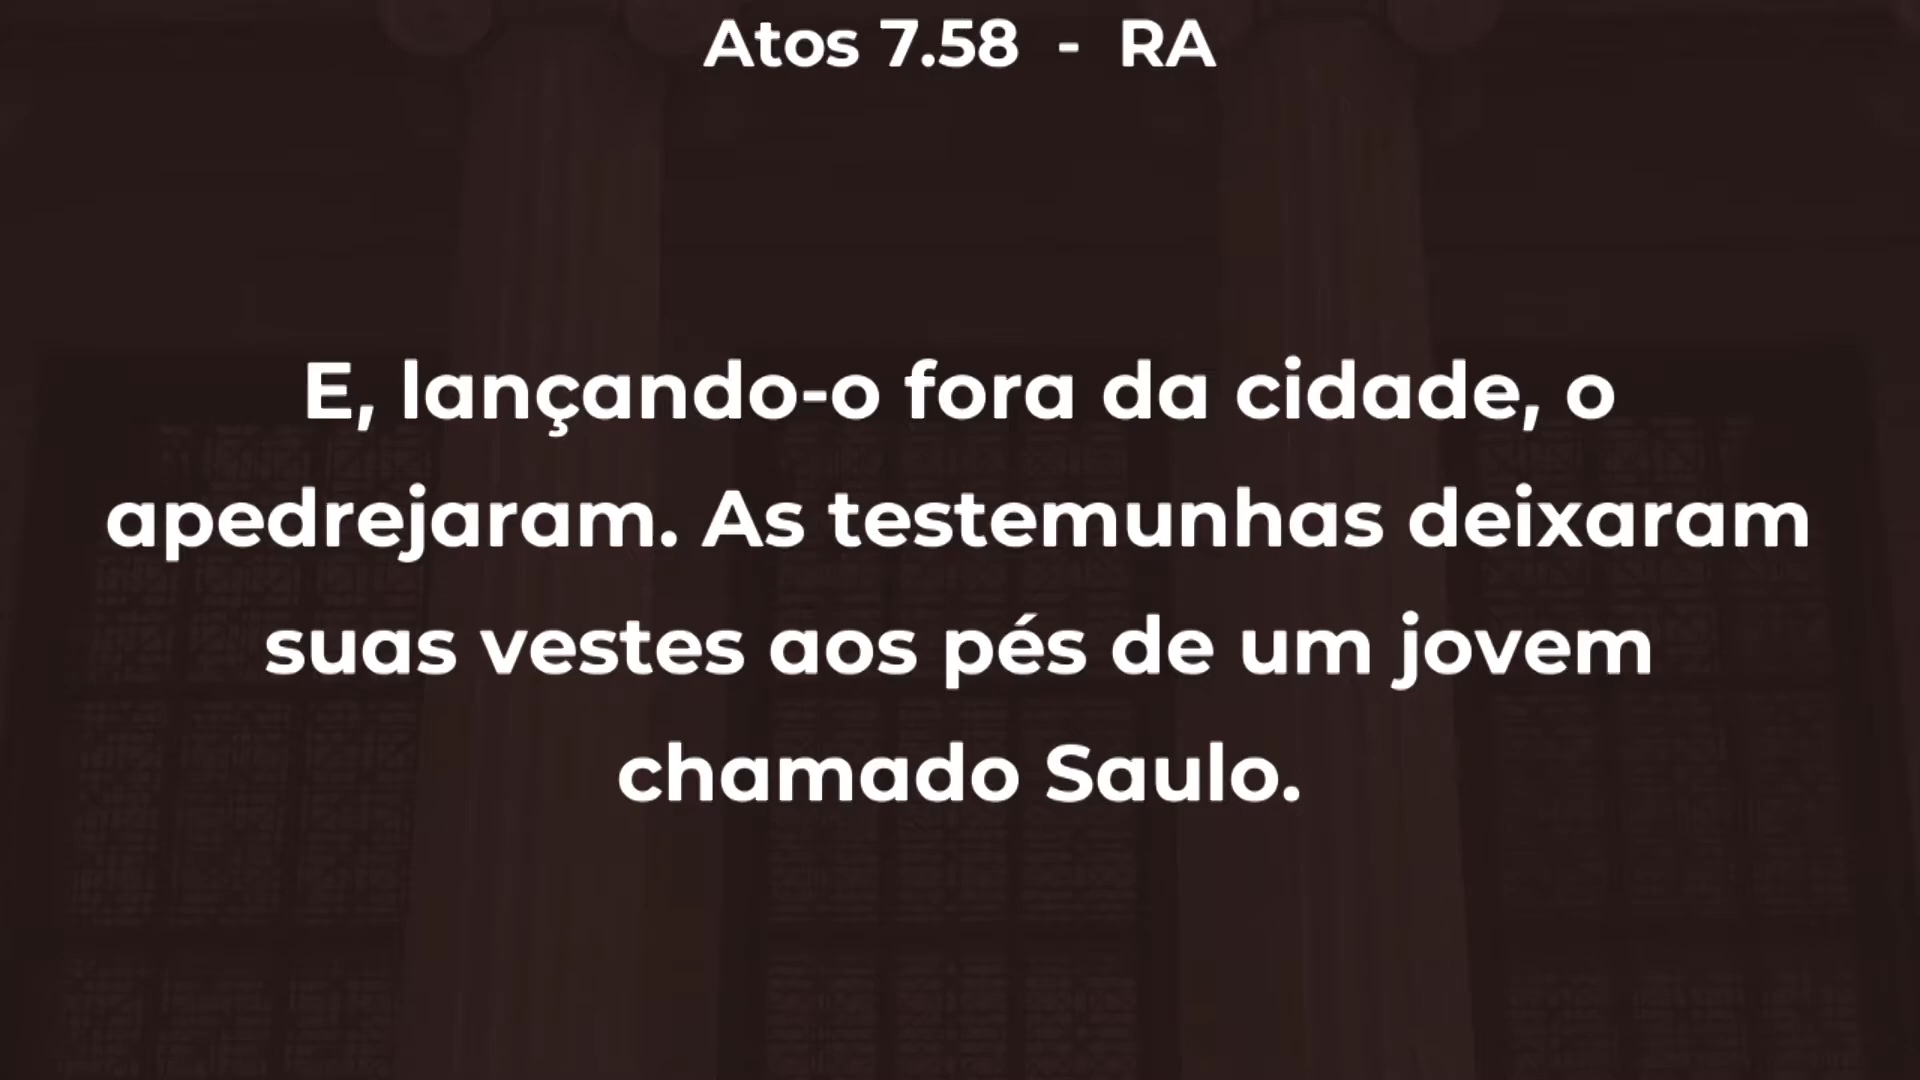 Atos 7.58 - RA
E, lançando-o fora da cidade, o
apedrejaram. As testemunhas deixaram
suas vestes aos pés de um jovem
chamado Saulo.